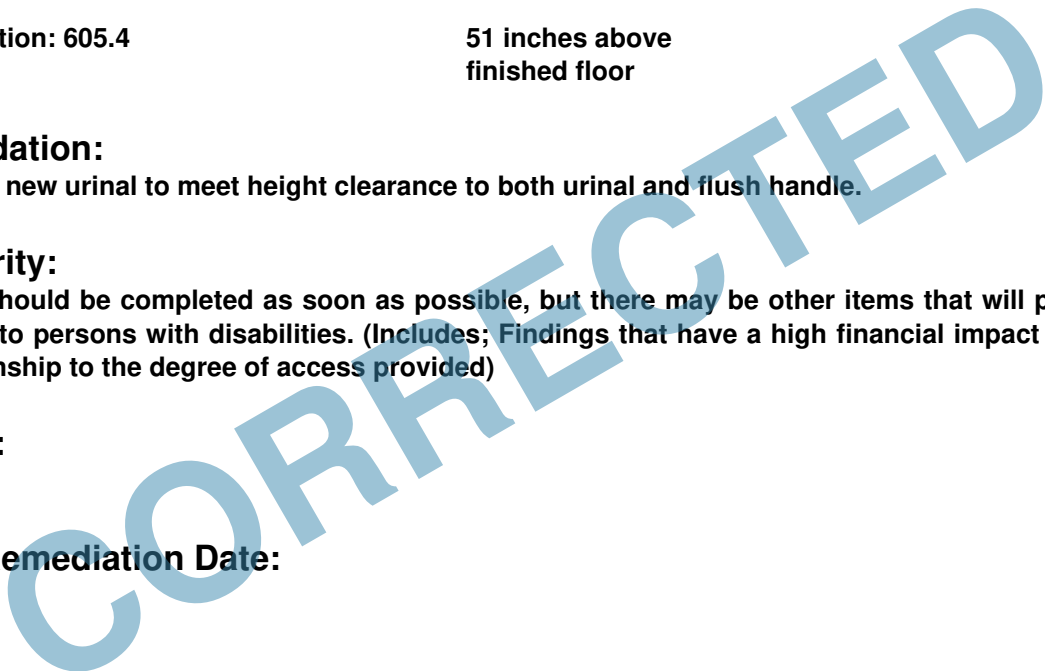 tion: 605.4 51 inches above
finished floor
dation:
new urinal to meet height clearance to both urinal and flush handle.
rity:
hould be completed as soon as possible, but there may be other items that will p
to persons with disabilities. (Includes; Findings that have a high financial impact
nship to the degree of access provided)
:
emediation Date:
CORRECTED